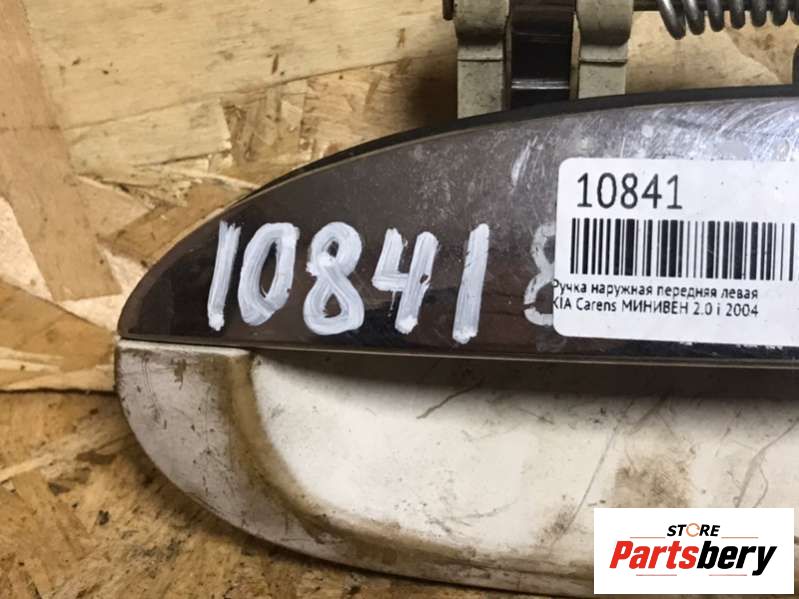 10841
10841
Ручка наружная передняя левая
KIA Carens МИНИВЕН 2.0 i 2004
STORE
Partsbery